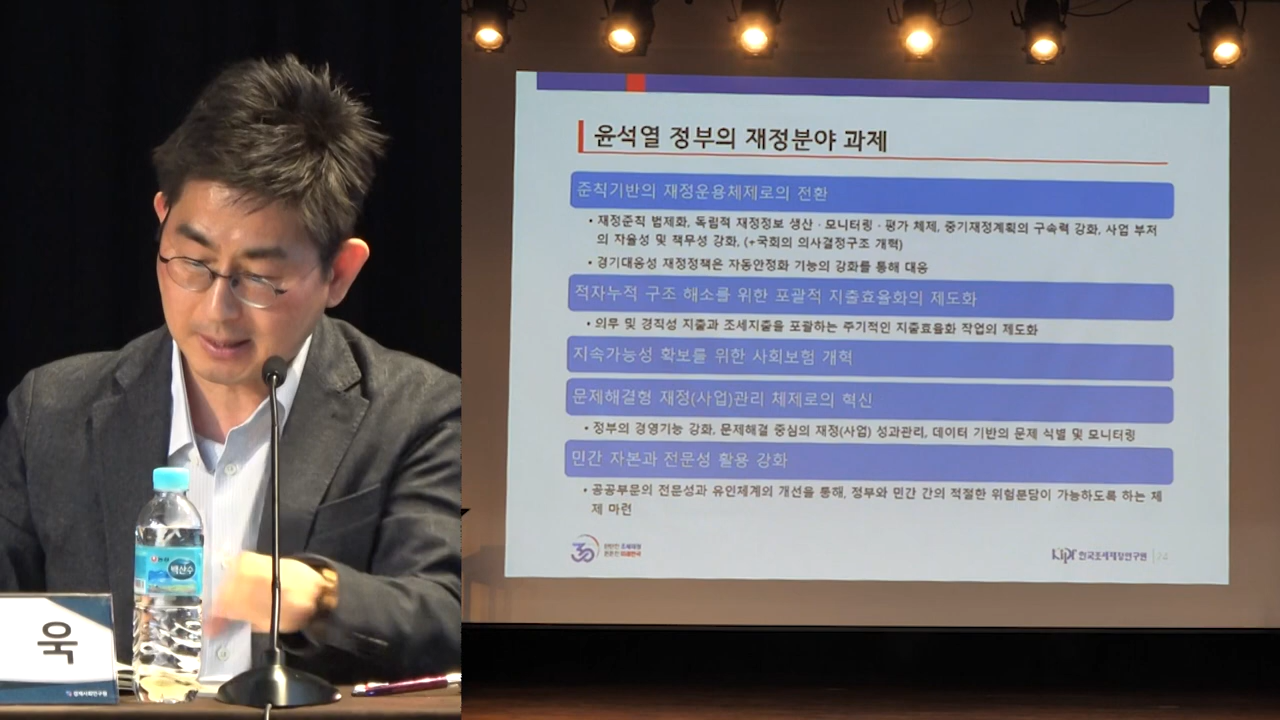 윤석열 정부의 재정분야 과제
준칙기반의 재정운용체제로의 전환
• 재정준칙 법제화, 독립적 재정정보 생산 · 모니터링 · 평가 체제, 중기재정계획의 구속력 강화, 사업 부처
의 자율성 및 책무성 강화, (+국회의 의사결정구조 개혁)
• 경기대응성 재정정책은 자동안정화 기능의 강화를 통해 대응
적자누적 구조 해소를 위한 포괄적 지출효율화의 제도화
• 의무 및 경직성 지출과 조세지출을 포괄하는 주기적인 지출효율화 작업의 제도화
지속가능성 확보를 위한 사회보험 개혁
문제해결형 재정(사업)관리 체제로의 혁신
• 정부의 경영기능 강화, 문제해결 중심의 재정(사업) 성과관리, 데이터 기반의 문제 식별 및 모니터링
민간 자본과 전문성 활용 강화
• 공공부문의 전문성과 유인체계의 개선을 통해, 정부와 민간 간의 적절한 위험분담이 가능하도록 하는 체
제 마련
30
kipf 한국조세재정연구원
백산수
욱
경제사회연구원